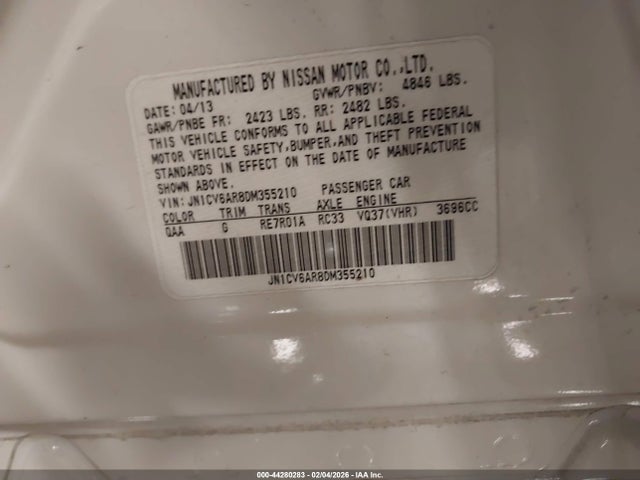 MANUFACTURED BY NISSAN MOTOR CO.,LTD.
DATE: 04/13 GVWR/PNBV: 4846 LBS.
GAWR/PNBE FR: 2423 LBS. RR: 2482 LBS.
THIS VEHICLE CONFORMS TO ALL APPLICABLE FEDERAL
MOTOR VEHICLE SAFETY,BUMPER,AND THEFT PREVENTION
STANDARDS IN EFFECT ON THE DATE OF MANUFACTURE
SHOWN ABOVE.
VIN: JN1CV6AR8DM355210 PASSENGER CAR
COLOR TRIM TRANS AXLE ENGINE
QAA G RE7R01A RC33 VQ37(VHR) 3696CC
JN1CV6AR8DM355210
000-44280283 - 02/04/2026 - IAA Inc.